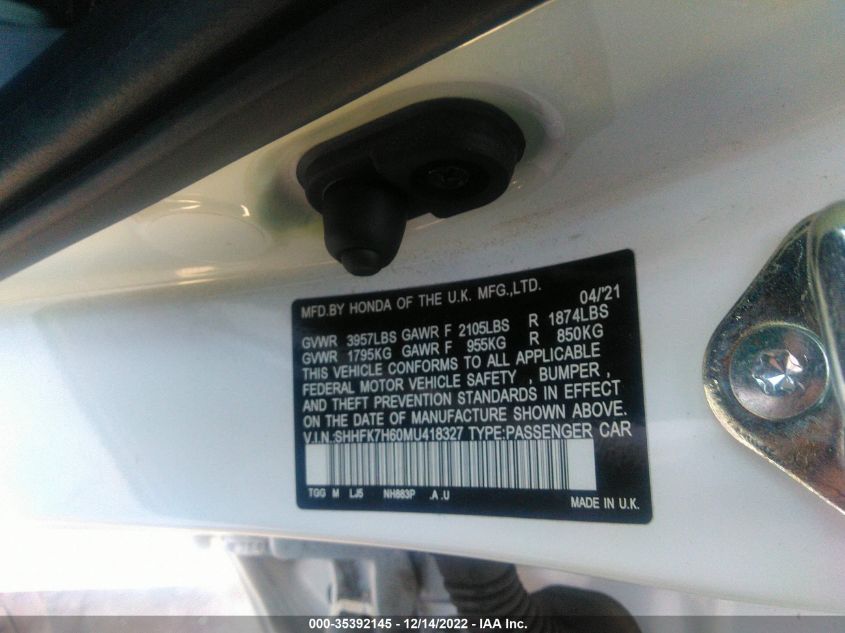 MFD.BY HONDA OF THE U.K. MFG.,LTD. 04/'21
GVWR 3957LBS GAWR F 2105LBS R 1874LBS
GVWR 1795KG GAWR F 955KG R 850KG
THIS VEHICLE CONFORMS TO ALL APPLICABLE
FEDERAL MOTOR VEHICLE SAFETY , BUMPER ,
AND THEFT PREVENTION STANDARDS IN EFFECT
ON THE DATE OF MANUFACTURE SHOWN ABOVE.
V.I.N.:SHHFK7H60MU418327 TYPE:PASSENGER CAR
TGG M LJ5 NH883P .A .U
MADE IN U.K.
000-35392145 - 12/14/2022 - IAA Inc.